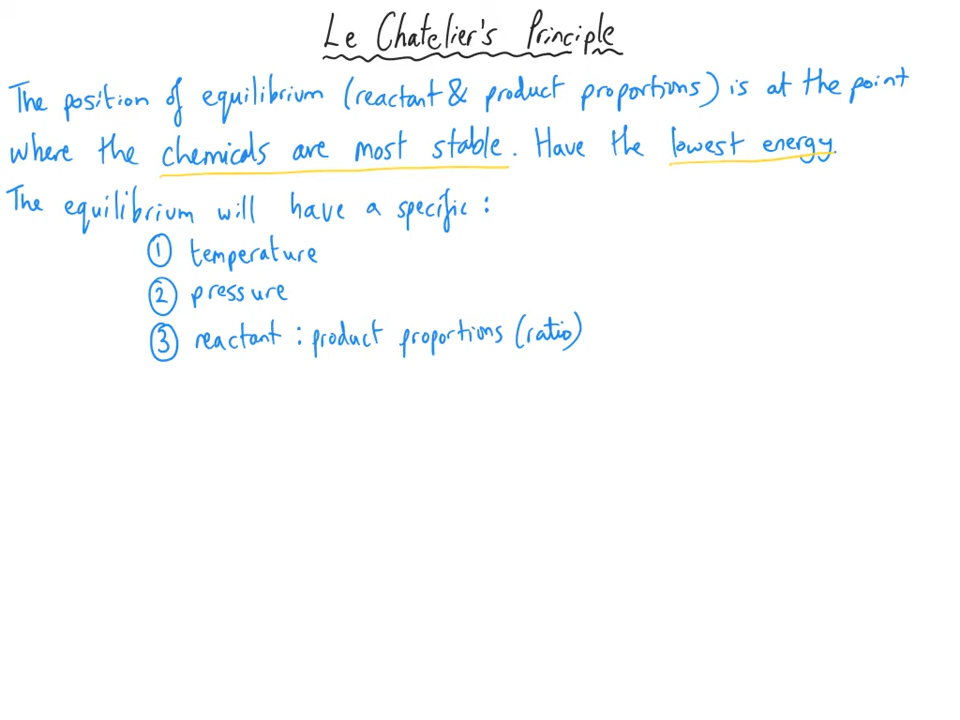 Le Chatelier's Principle
The position of equilibrium (reactant & product proportions) is at the point
where the chemicals are most stable. Have the lowest energy.
The equilibrium will have a specific:
① temperature
② pressure
③ reactant : product proportions (ratio)